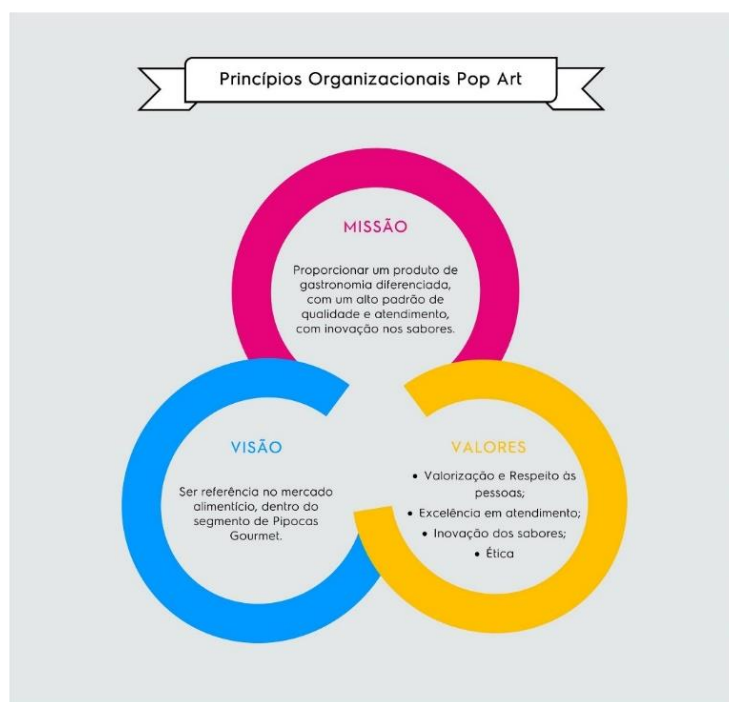 Princípios Organizacionais Pop Art
MISSÃO
Proporcionar um produto de
gastronomia diferenciada,
com um alto padrão de
qualidade e atendimento,
com inovação nos sabores.
VISÃO
Ser referência no mercado
alimentício, dentro do
segmento de Pipocas
Gourmet.
VALORES
• Valorização e Respeito às
pessoas;
• Excelência em atendimento;
• Inovação dos sabores;
• Ética